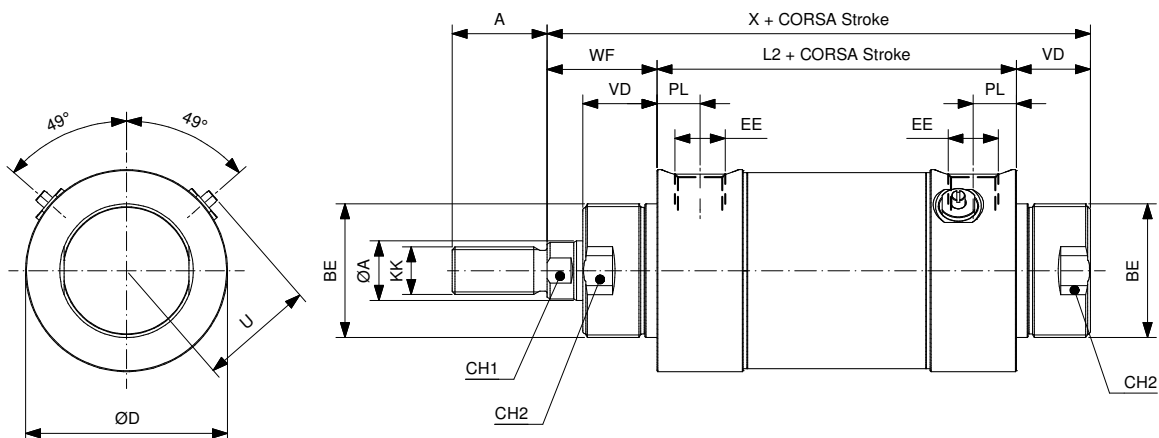 A
X + CORSA Stroke
WF
L2 + CORSA Stroke
VD
VD
PL
PL
EE
EE
49°
49°
BE
ØA
KK
BE
U
CH1
CH2
CH2
ØD